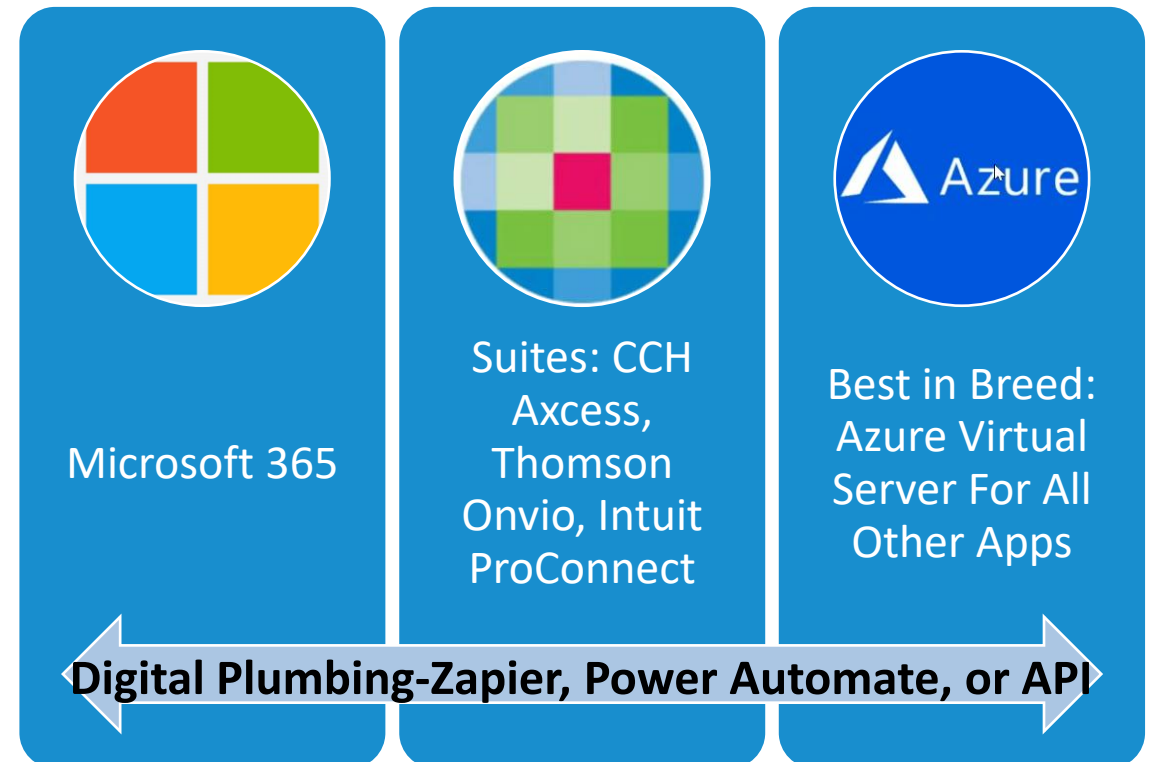 Azure
Microsoft 365
Suites: CCH
Axcess,
Thomson
Onvio, Intuit
ProConnect
Best in Breed:
Azure Virtual
Server For All
Other Apps
Digital Plumbing-Zapier, Power Automate, or API